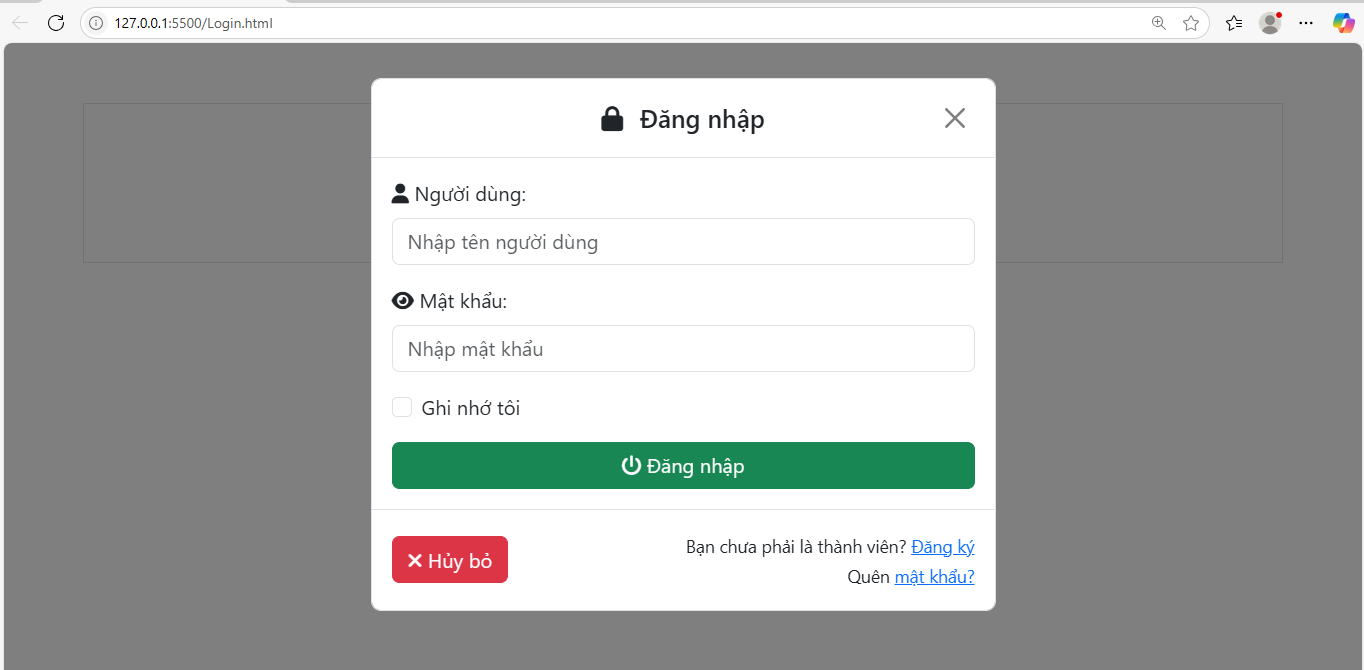 127.0.0.1:5500/Login.html
Đăng nhập
Người dùng:
Nhập tên người dùng
Mật khẩu:
Nhập mật khẩu
Ghi nhớ tôi
Đăng nhập
Hủy bỏ
Bạn chưa phải là thành viên? Đăng ký
Quên mật khẩu?